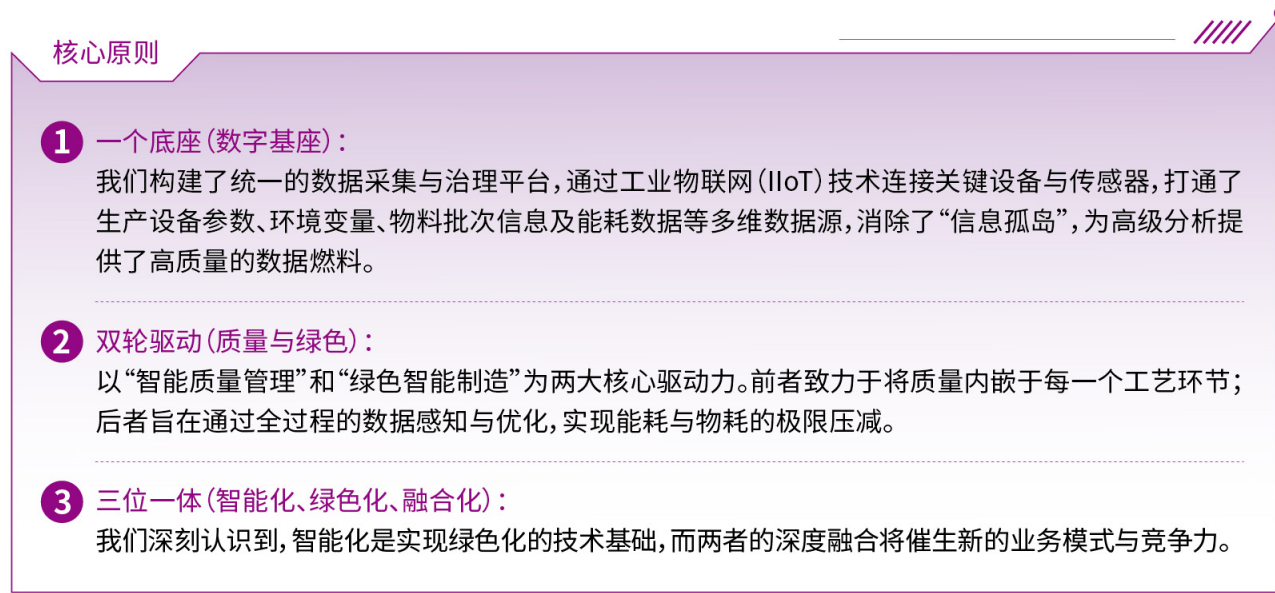 核心原则
1 一个底座（数字基座）：
我们构建了统一的数据采集与治理平台，通过工业物联网（IIoT）技术连接关键设备与传感器，打通了
生产设备参数、环境变量、物料批次信息及能耗数据等多维数据源，消除了“信息孤岛”，为高级分析提
供了高质量的数据燃料。
2 双轮驱动（质量与绿色）：
以“智能质量管理”和“绿色智能制造”为两大核心驱动力。前者致力于将质量内嵌于每一个工艺环节；
后者旨在通过全过程的数据感知与优化，实现能耗与物耗的极限压减。
3 三位一体（智能化、绿色化、融合化）：
我们深刻认识到，智能化是实现绿色化的技术基础，而两者的深度融合将催生新的业务模式与竞争力。